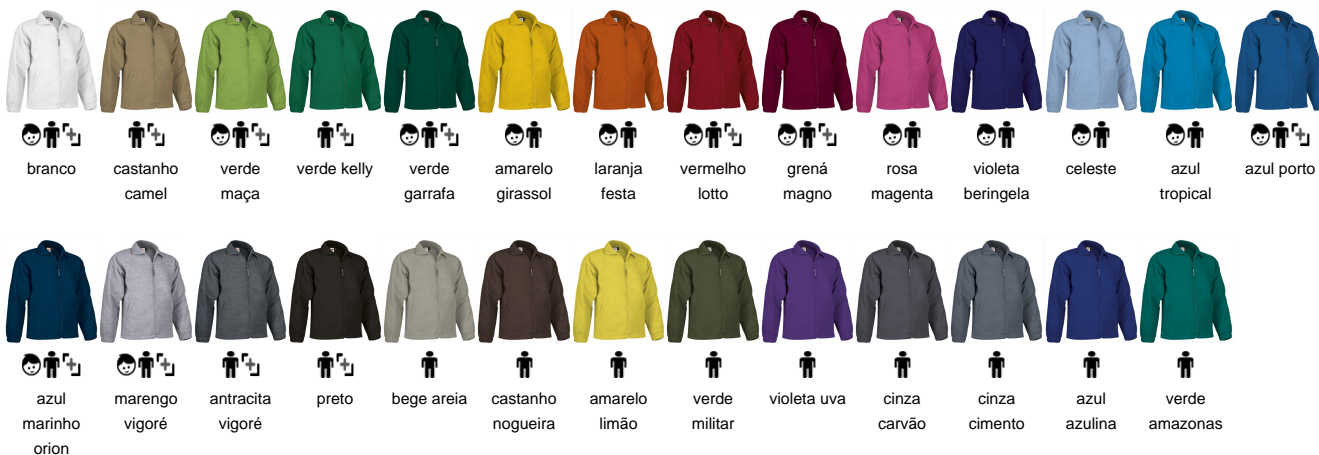 branco
castanho
camel
verde
maça
verde kelly
verde
garrafa
amarelo
girassol
laranja
festa
vermelho
lotto
grená
magno
rosa
magenta
violeta
beringela
celeste
azul
tropical
azul porto
azul
marinho
orion
marengo
vigoré
antracita
vigoré
preto
bege areia
castanho
nogueira
amarelo
limão
verde
militar
violeta uva
cinza
carvão
cinza
cimento
azul
azulina
verde
amazonas